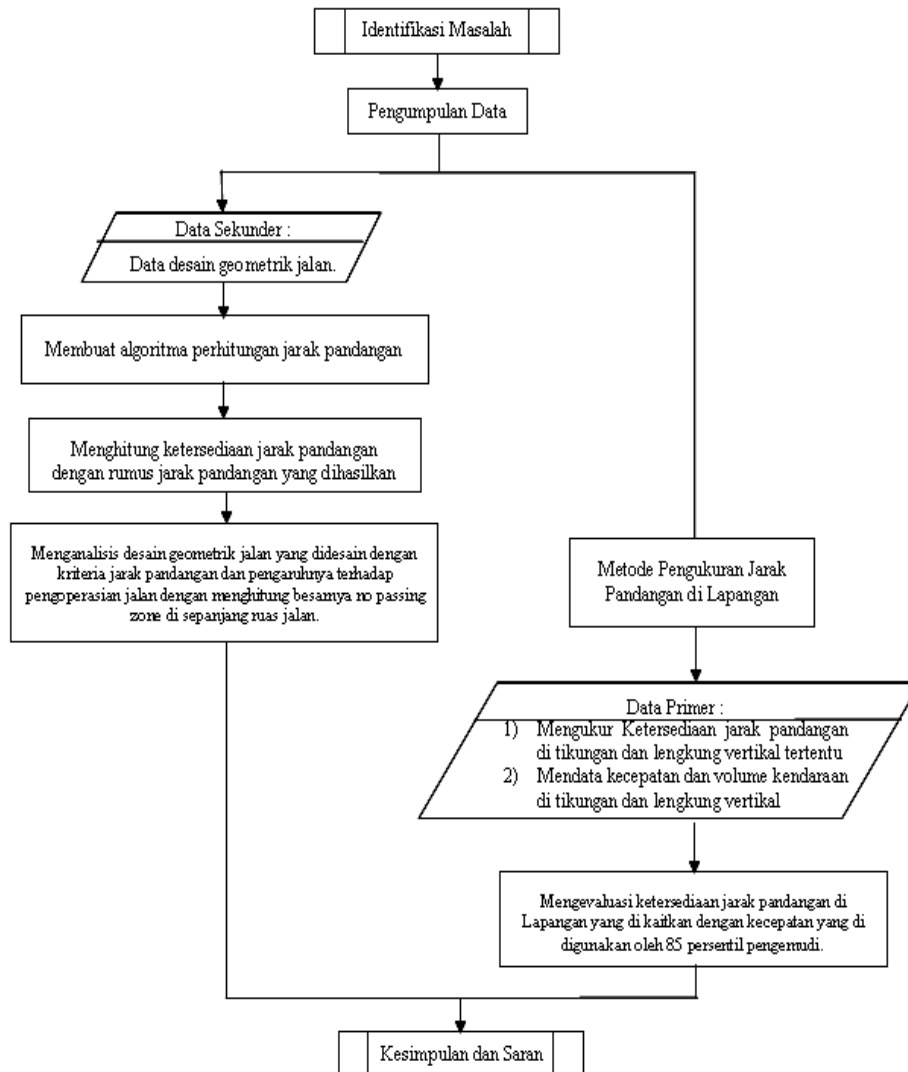 Identifikasi Masalah
Pengumpulan Data
Data Sekunder :
Data desain geometrik jalan.
Membuat algoritma perhitungan jarak pandangan
Menghitung ketersediaan jarak pandangan
dengan rumus jarak pandangan yang dihasilkan
Menganalisis desain geometrik jalan yang didesain dengan
kriteria jarak pandangan dan pengaruhnya terhadap
pengoperasian jalan dengan menghitung besarnya no passing
zone di sepanjang ruas jalan.
Metode Pengukuran Jarak
Pandangan di Lapangan
Data Primer :
1) Mengukur Ketersediaan jarak pandangan
di tikungan dan lengkung vertikal tertentu
2) Mendata kecepatan dan volume kendaraan
di tikungan dan lengkung vertikal
Mengevaluasi ketersediaan jarak pandangan di
Lapangan yang di kaitkan dengan kecepatan yang di
digunakan oleh 85 persentil pengemudi.
Kesimpulan dan Saran